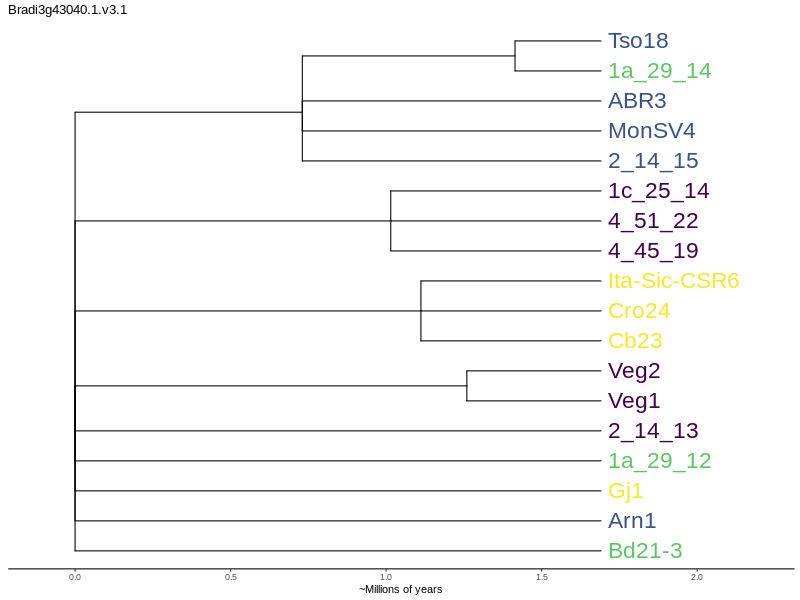 Bradi3g43040.1.v3.1
Tso18
1a_29_14
ABR3
MonSV4
2_14_15
1c_25_14
4_51_22
4_45_19
Ita-Sic-CSR6
Cro24
Cb23
Veg2
Veg1
2_14_13
1a_29_12
Gj1
Arn1
Bd21-3
0.0 0.5 1.0 1.5 2.0
~Millions of years